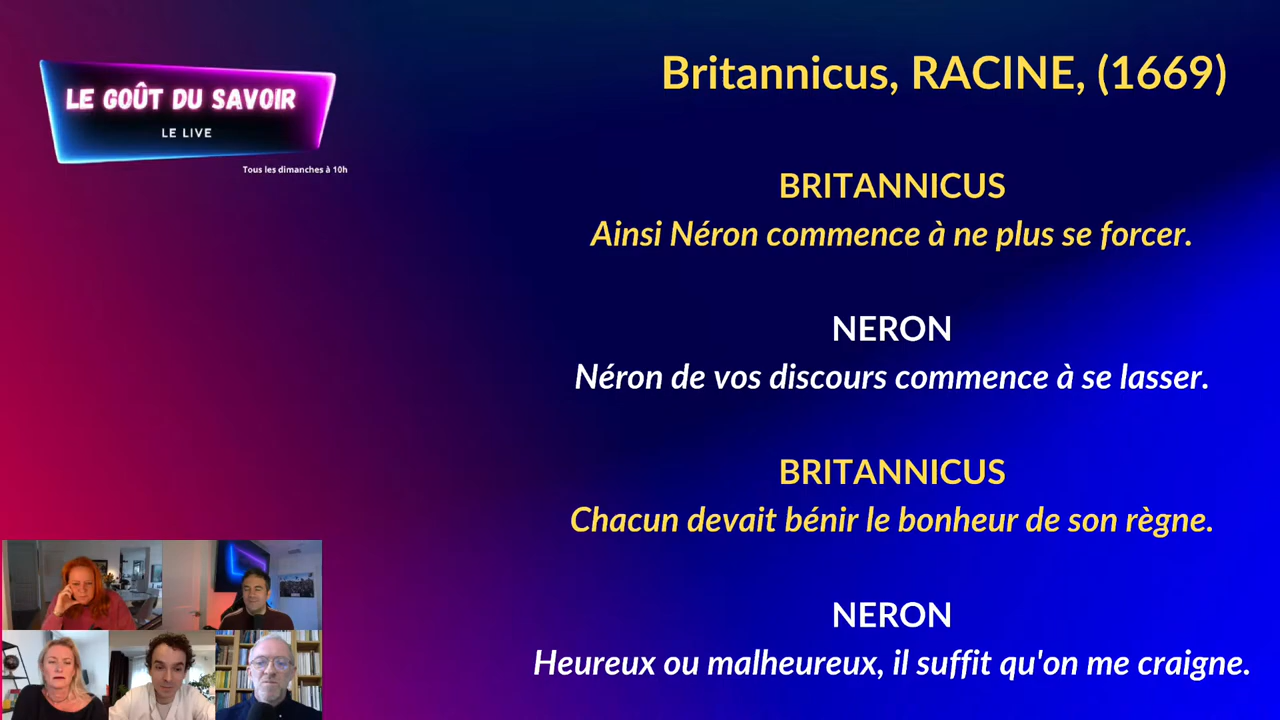 LE GOÛT DU SAVOIR
LE LIVE
Tous les dimanches à 10h
Britannicus, RACINE, (1669)
BRITANNICUS
Ainsi Néron commence à ne plus se forcer.
NERON
Néron de vos discours commence à se lasser.
BRITANNICUS
Chacun devait bénir le bonheur de son règne.
NERON
Heureux ou malheureux, il suffit qu'on me craigne.